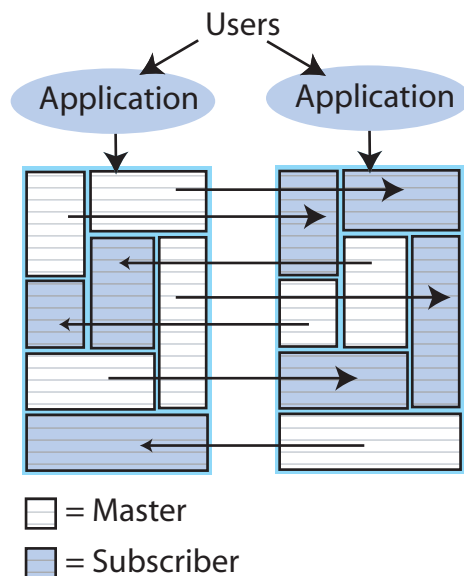 Users
Application
Application
= Master
= Subscriber